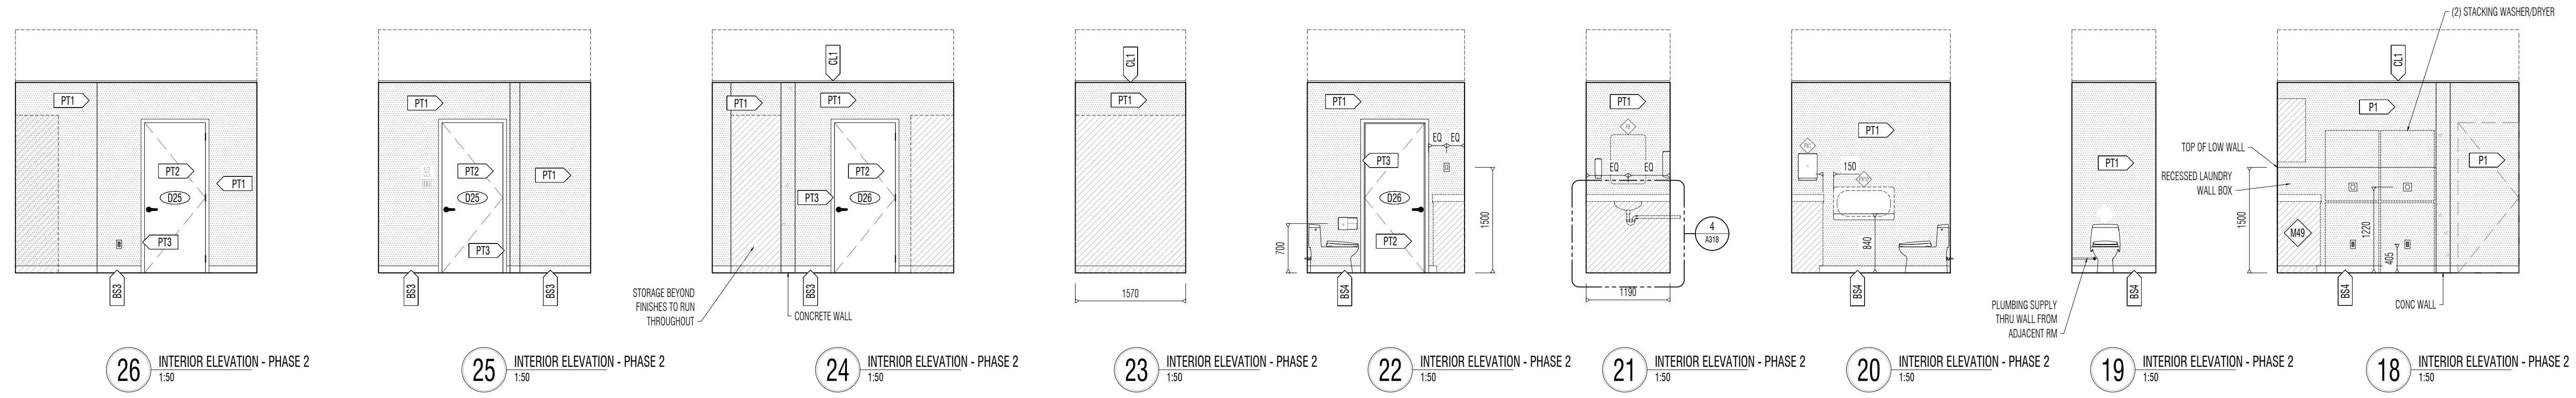 PT1
PT2
D25
PT1
PT3
BS3
26
INTERIOR ELEVATION - PHASE 2
1:50
PT1
PT2
EXG
D25
PT1
PT3
BS3
BS3
25
INTERIOR ELEVATION - PHASE 2
1:50
CL1
PT1
PT1
PT2
PT3
D26
BS3
STORAGE BEYOND
FINISHES TO RUN
THROUGHOUT
CONCRETE WALL
24
INTERIOR ELEVATION - PHASE 2
1:50
CL1
PT1
1570
23
INTERIOR ELEVATION - PHASE 2
1:50
PT1
EQ
EQ
PT3
D26
PT2
700
1500
BS4
22
INTERIOR ELEVATION - PHASE 2
1:50
PT1
EQ
EQ
4
A318
1190
21
INTERIOR ELEVATION - PHASE 2
1:50
PT1
150
840
BS4
20
INTERIOR ELEVATION - PHASE 2
1:50
PT1
BS4
PLUMBING SUPPLY
THRU WALL FROM
ADJACENT RM
19
INTERIOR ELEVATION - PHASE 2
1:50
(2) STACKING WASHER/DRYER
CL1
P1
TOP OF LOW WALL
P1
RECESSED LAUNDRY
WALL BOX
1500
M49
1220
405
BS4
CONC WALL
18
INTERIOR ELEVATION - PHASE 2
1:50